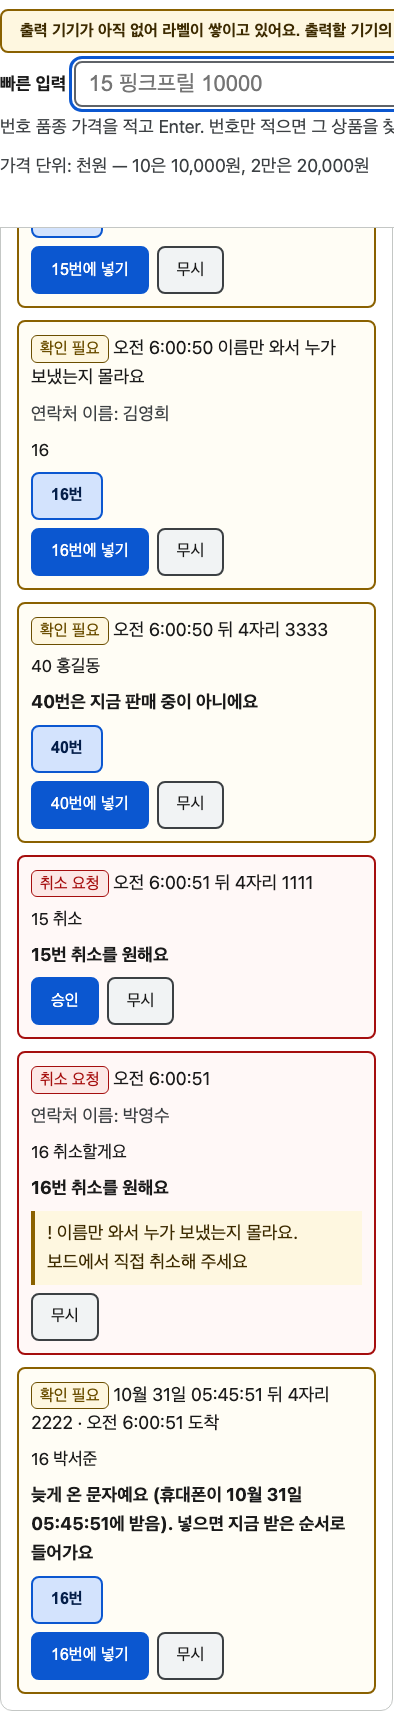 출력 기기가 아직 없어 라벨이 쌓이고 있어요. 출력할 기기의
빠른 입력
15 핑크프릴 10000
번호 품종 가격을 적고 Enter. 번호만 적으면 그 상품을 찾
가격 단위: 천원 — 10은 10,000원, 2만은 20,000원
15번에 넣기
무시
확인 필요 오전 6:00:50 이름만 와서 누가
보냈는지 몰라요
연락처 이름: 김영희
16
16번
16번에 넣기
무시
확인 필요 오전 6:00:50 뒤 4자리 3333
40 홍길동
40번은 지금 판매 중이 아니에요
40번
40번에 넣기
무시
취소 요청 오전 6:00:51 뒤 4자리 1111
15 취소
15번 취소를 원해요
승인
무시
취소 요청 오전 6:00:51
연락처 이름: 박영수
16 취소할게요
16번 취소를 원해요
! 이름만 와서 누가 보냈는지 몰라요.
보드에서 직접 취소해 주세요
무시
확인 필요 10월 31일 05:45:51 뒤 4자리
2222 · 오전 6:00:51 도착
16 박서준
늦게 온 문자예요 (휴대폰이 10월 31일
05:45:51에 받음). 넣으면 지금 받은 순서로
들어가요
16번
16번에 넣기
무시